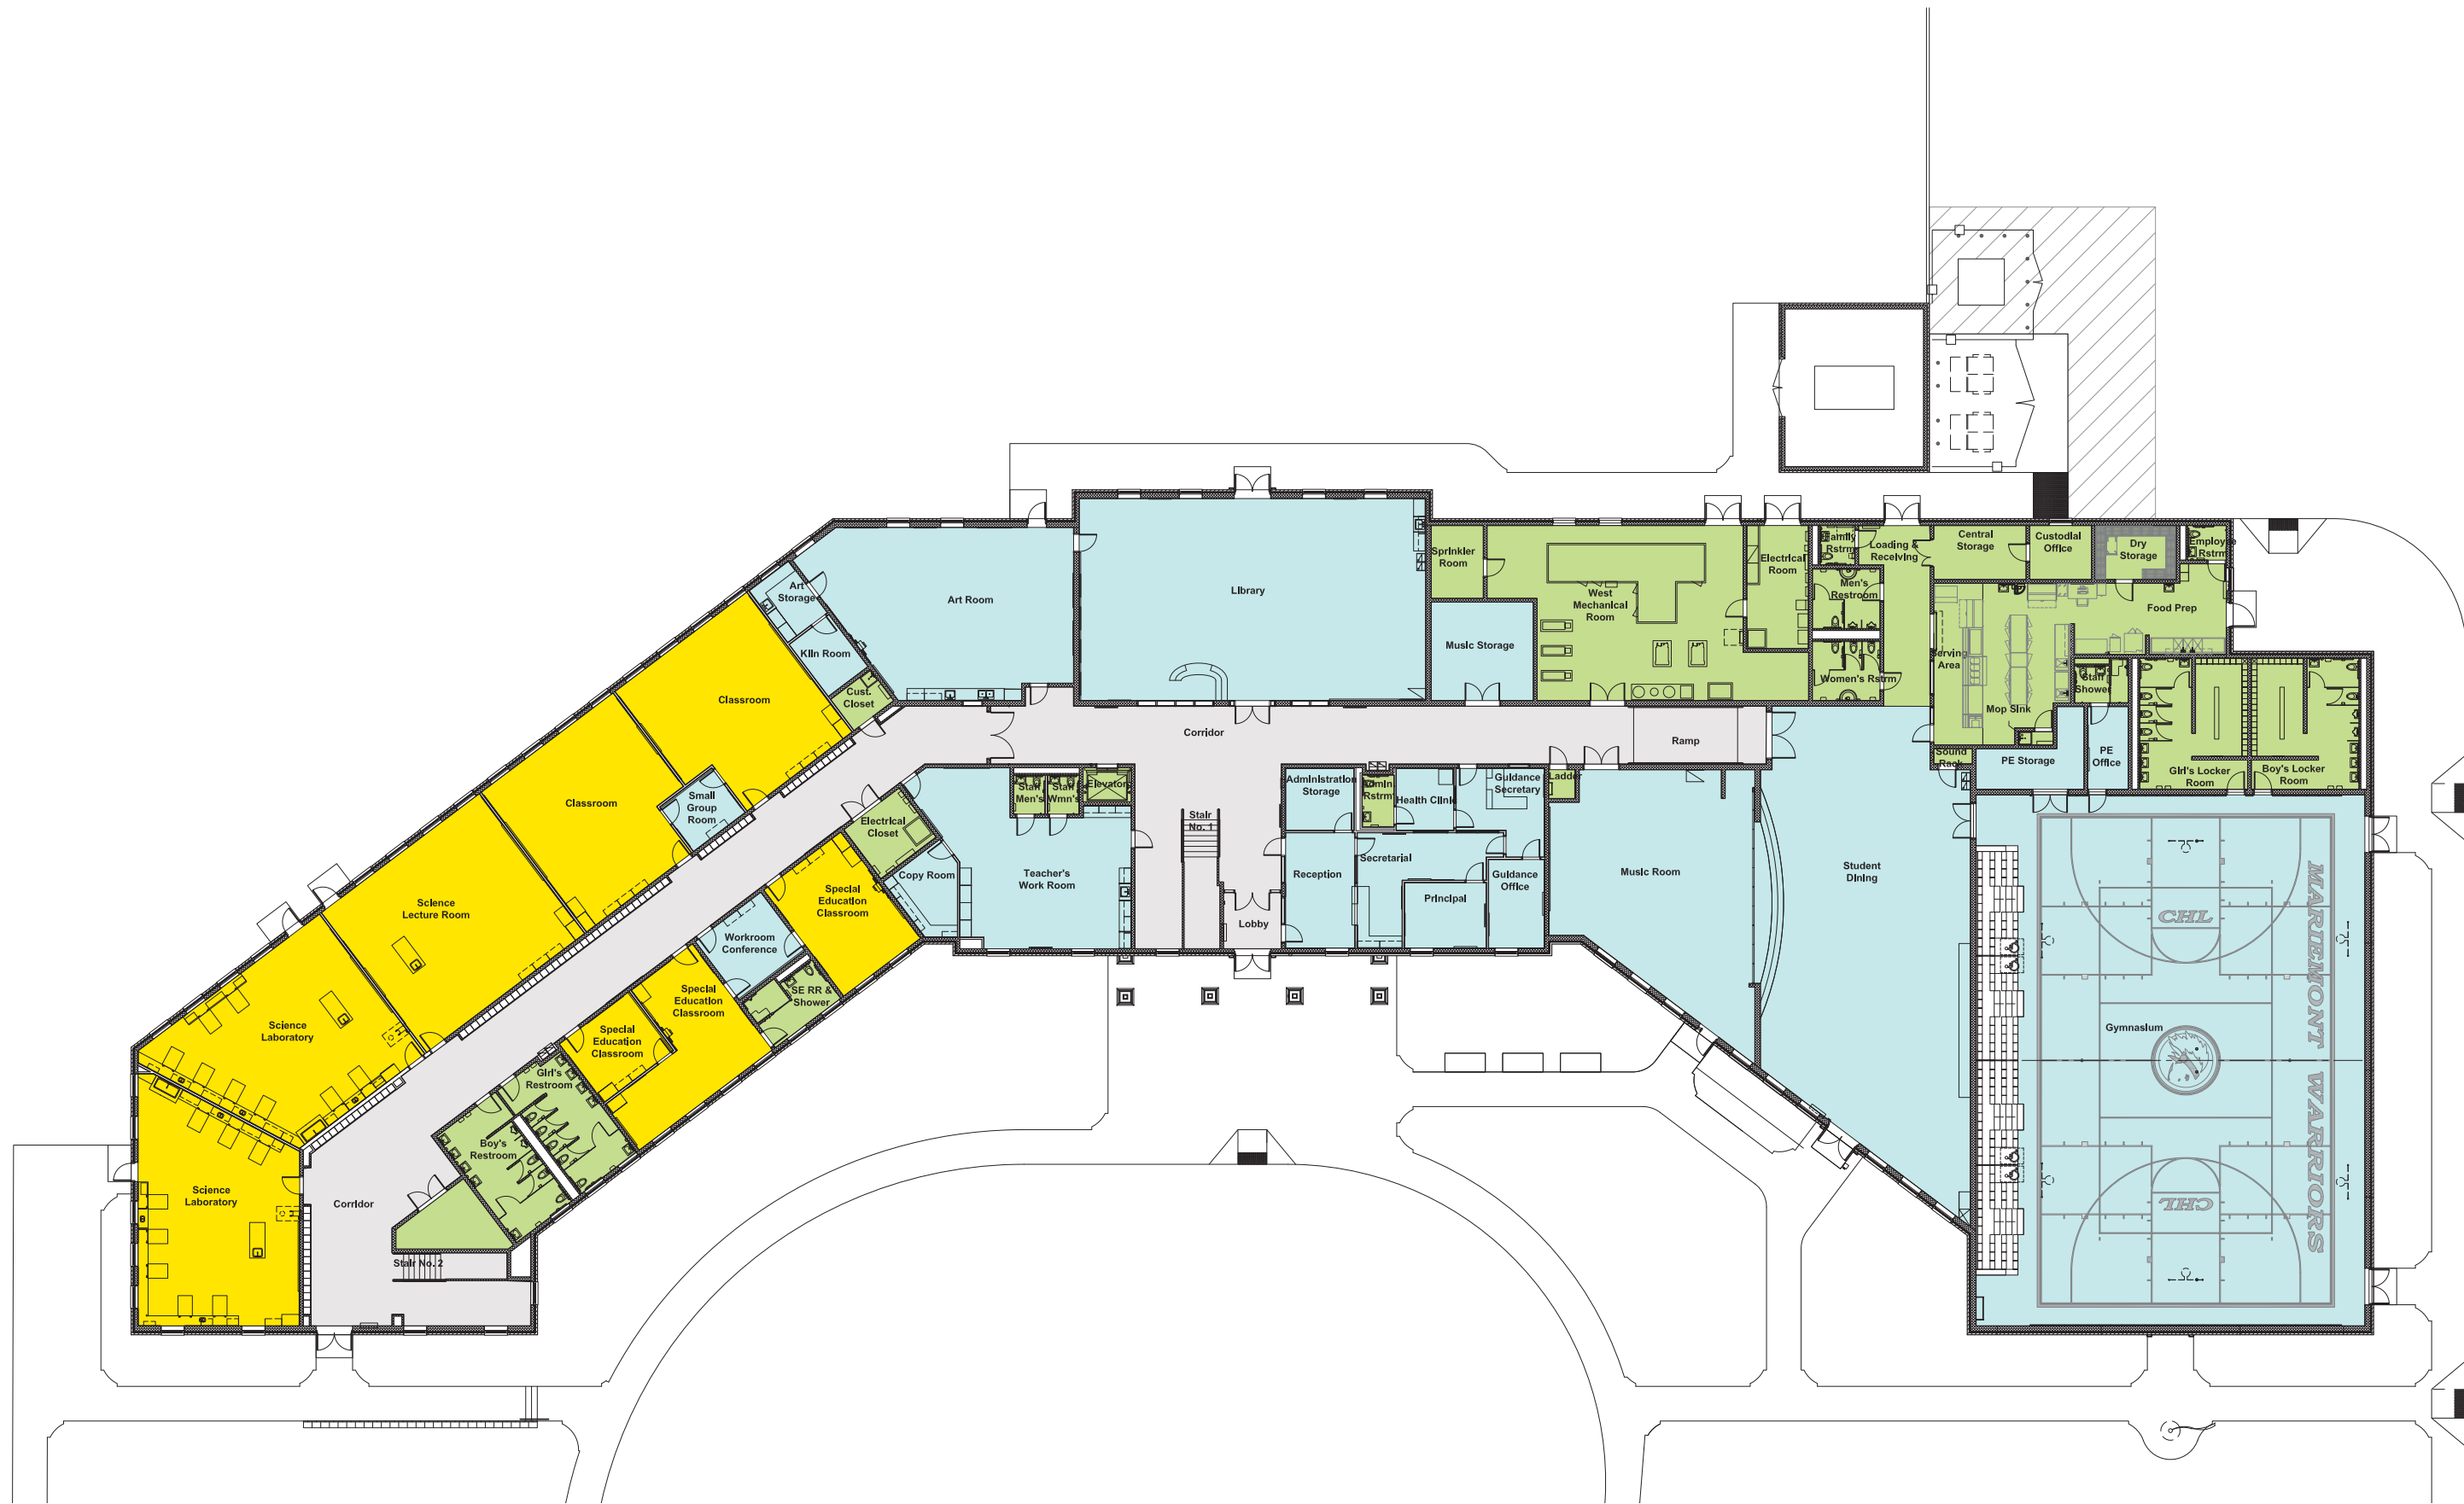 Art
Storage
Art Room
Library
Sprinkler
Room
Music Storage
West
Mechanical
Room
Electrical
Room
Family
Rstrm
Loading &
Receiving
Men's
Restroom
Women's Rstrm
Central
Storage
Custodial
Office
Dry
Storage
Employee
Rstrm
Food Prep
Serving
Area
Mop Sink
Staff
Shower
Kiln Room
Cust.
Closet
Classroom
Classroom
Small
Group
Room
Science
Lecture Room
Science
Laboratory
Science
Laboratory
Corridor
Ramp
Sound
Rack
PE Storage
PE
Office
Girl's Locker
Room
Boy's Locker
Room
Staff
Men's
Staff
Wmn's
Elevator
Electrical
Closet
Copy Room
Teacher's
Work Room
Stair
No. 1
Lobby
Administration
Storage
Admin.
Rstrm
Health Clinic
Guidance
Secretary
Ladder
Reception
Secretarial
Principal
Guidance
Office
Music Room
Student
Dining
Gymnasium
CHL
CHL
MARIEMONT WARRIORS
Special
Education
Classroom
Workroom
Conference
SE RR &
Shower
Special
Education
Classroom
Special
Education
Classroom
Girl's
Restroom
Boy's
Restroom
Corridor
Stair No. 2